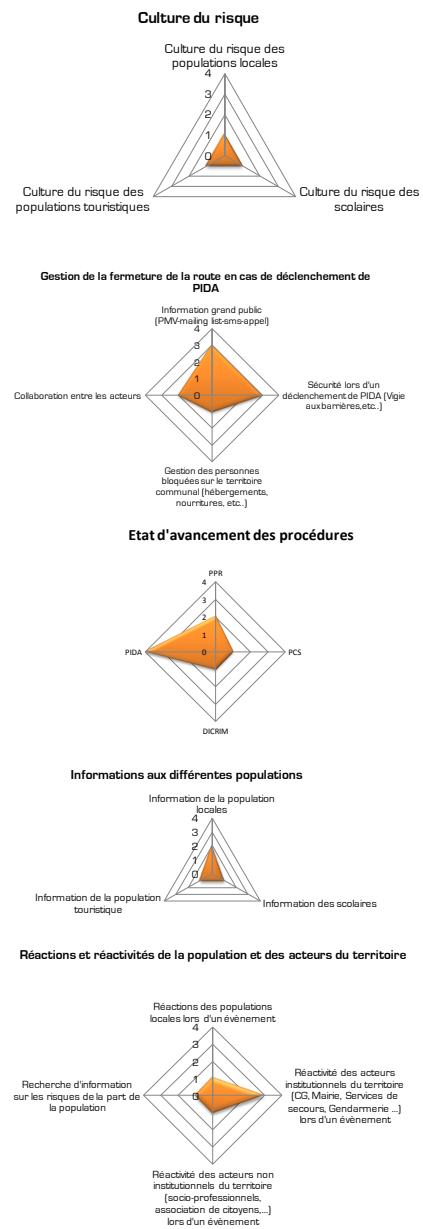 Culture du risque
Culture du risque des
populations locales
4
3
2
1
0
Culture du risque des
populations touristiques
Culture du risque des
scolaires
Gestion de la fermeture de la route en cas de déclenchement de
PIDA
Information grand public
(PMV-mailing list-sms-appel)
4
3
2
1
0
Collaboration entre les acteurs
Sécurité lors d'un
déclenchement de PIDA (Vigie
aux barrières,etc..)
Gestion des personnes
bloquées sur le territoire
communal (hébergements,
nourritures, etc..)
Etat d'avancement des procédures
PPR
4
3
2
1
0
PIDA
PCS
DICRIM
Informations aux différentes populations
Information de la population
locales
4
3
2
1
0
Information de la population
touristique
Information des scolaires
Réactions et réactivités de la population et des acteurs du territoire
Réactions des populations
locales lors d'un évènement
4
3
2
1
0
Recherche d'information
sur les risques de la part de
la population
Réactivité des acteurs
institutionnels du territoire
(CG, Mairie, Services de
secours, Gendarmerie ...)
lors d'un évènement
Réactivité des acteurs non
institutionnels du territoire
(socio-professionnels,
association de citoyens,...)
lors d'un évènement